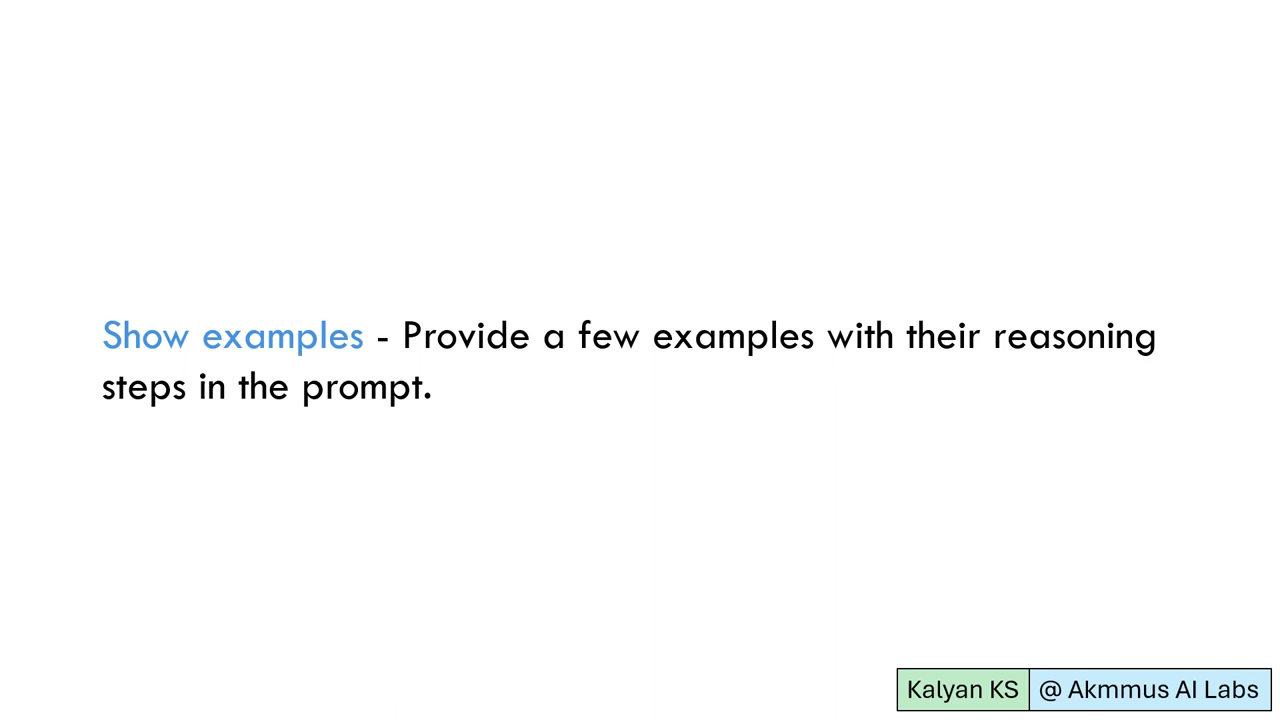 Show examples - Provide a few examples with their reasoning
steps in the prompt.
Kalyan KS @ Akmmus AI Labs